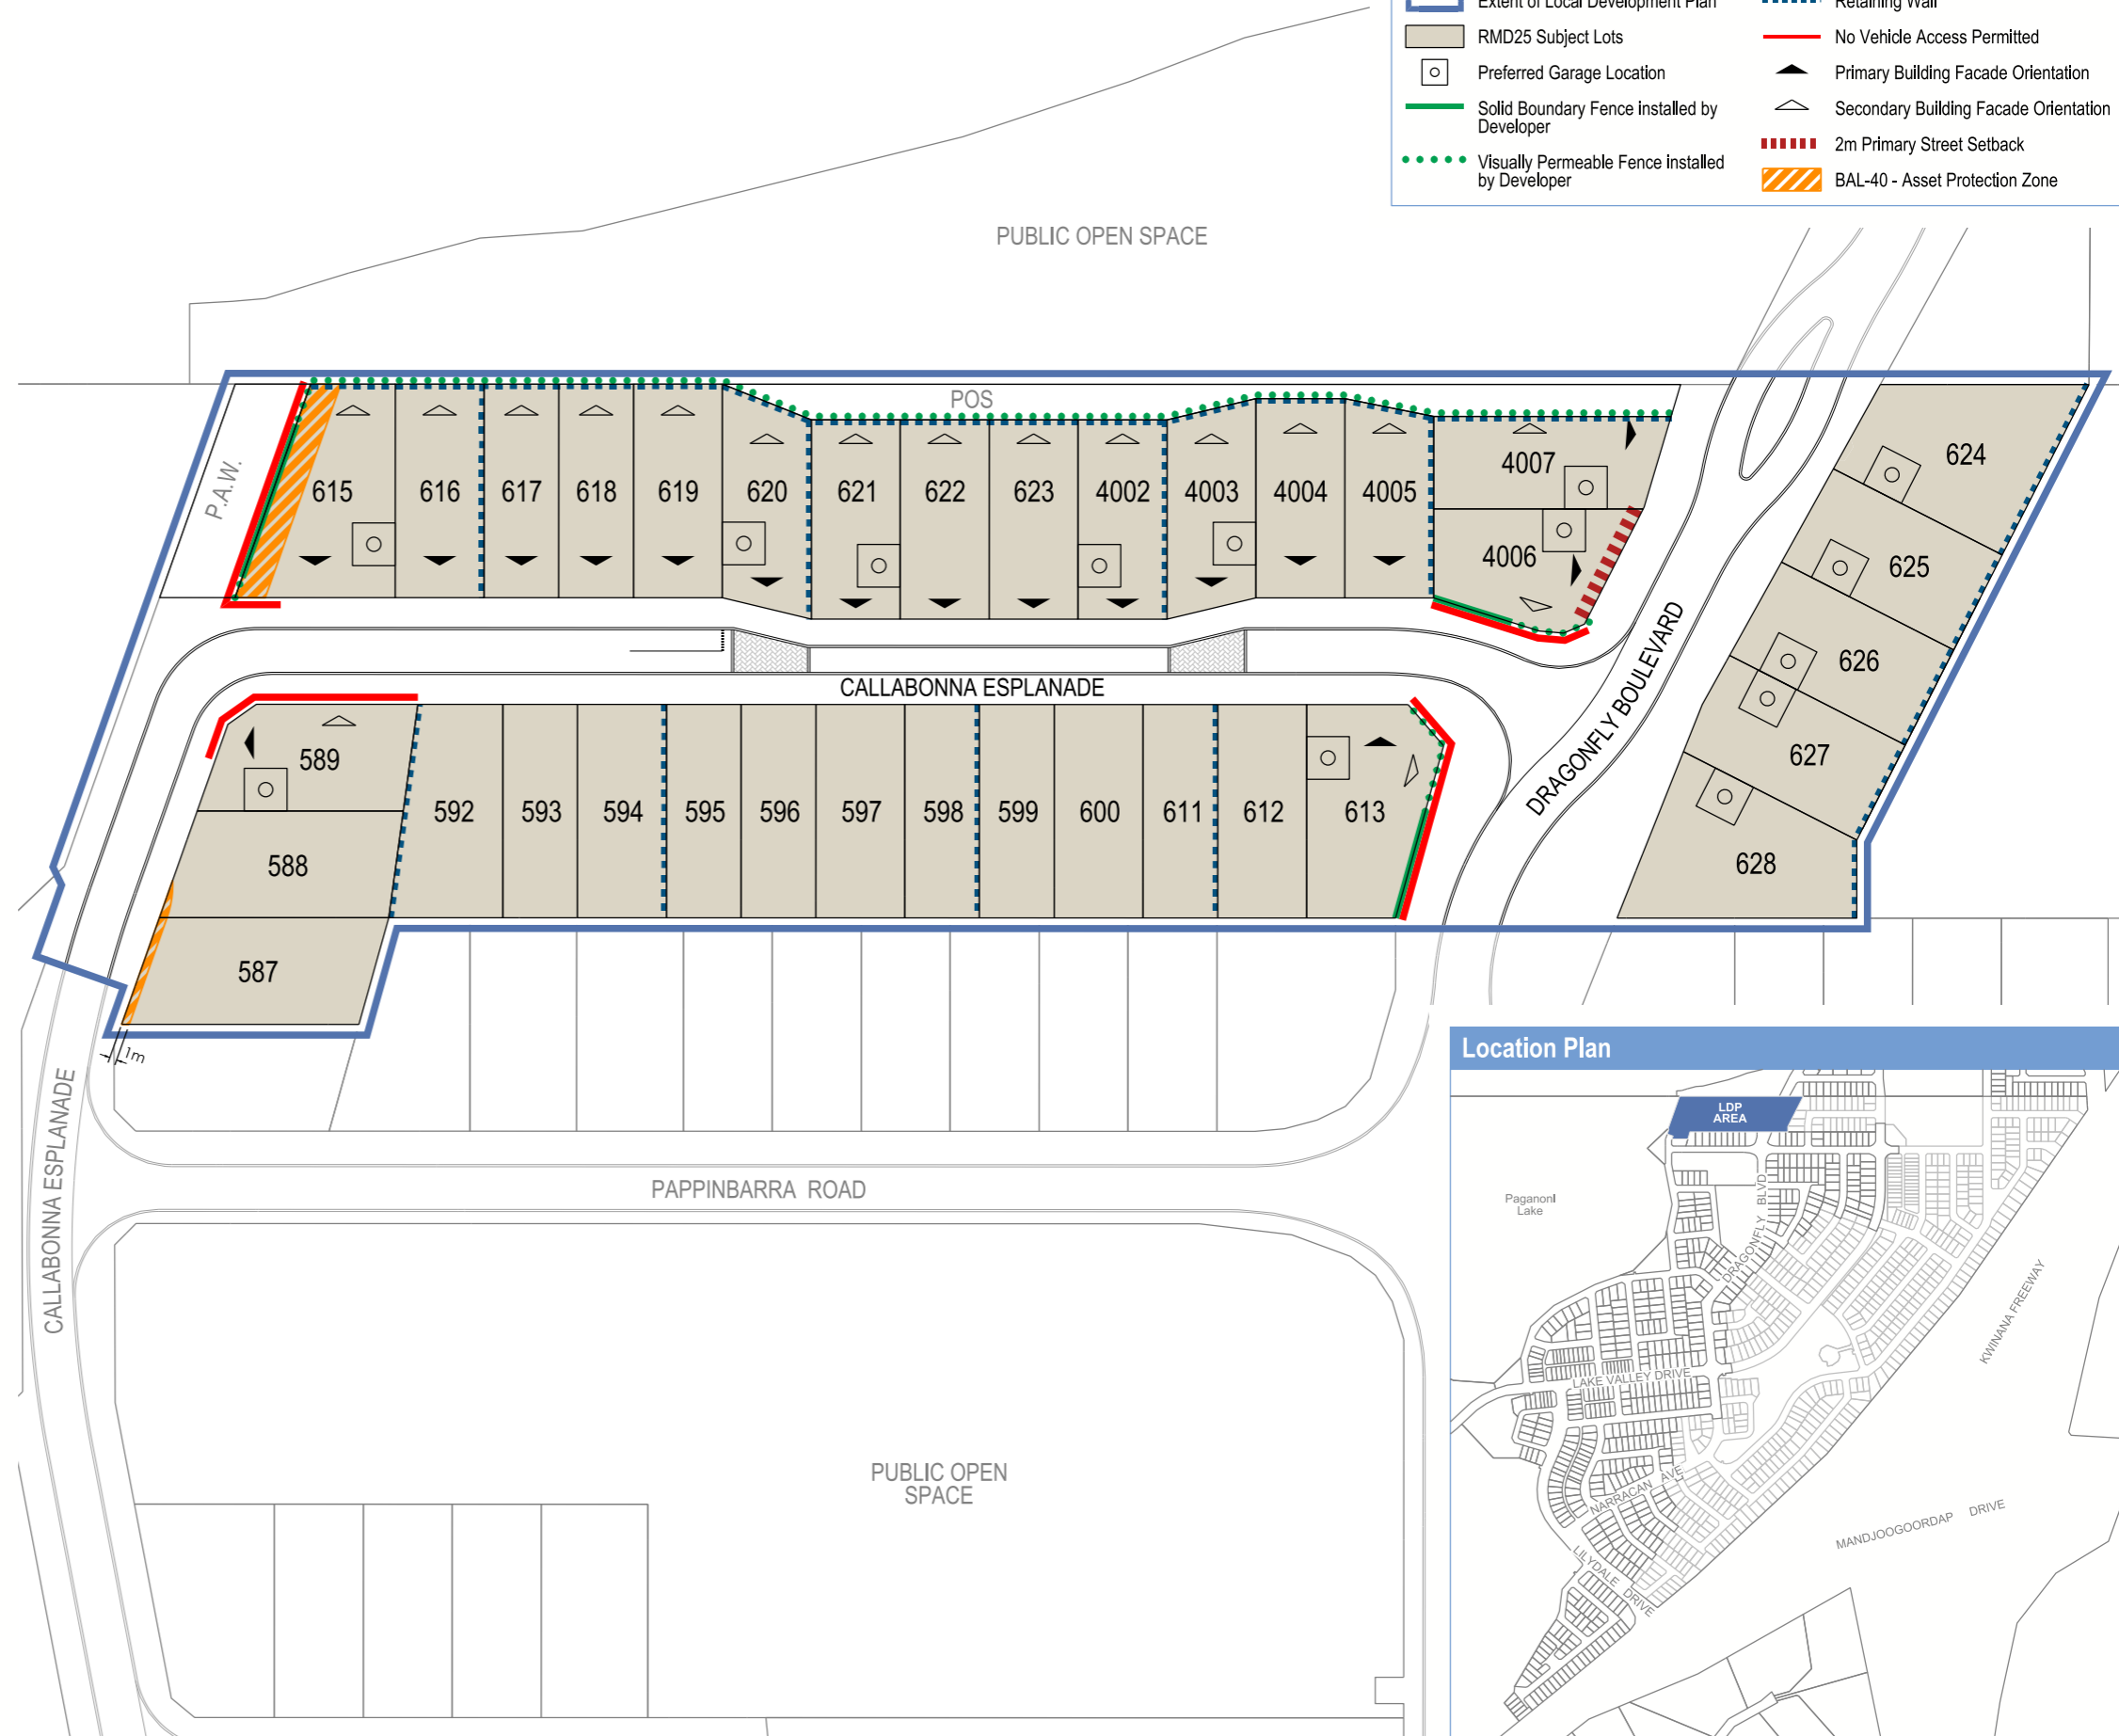 Extent of Local Development Plan
Retaining Wall
RMD25 Subject Lots
No Vehicle Access Permitted
Preferred Garage Location
Primary Building Facade Orientation
Solid Boundary Fence installed by
Developer
Secondary Building Facade Orientation
2m Primary Street Setback
Visually Permeable Fence installed
by Developer
BAL-40 - Asset Protection Zone
PUBLIC OPEN SPACE
POS
P.A.W.
615
616
617
618
619
620
621
622
623
4002
4003
4004
4005
4007
4006
624
625
626
627
628
CALLABONNA ESPLANADE
DRAGONFLY BOULEVARD
589
588
587
592
593
594
595
596
597
598
599
600
611
612
613
1m
CALLABONNA ESPLANADE
PAPPINBARRA ROAD
PUBLIC OPEN
SPACE
Location Plan
LDP
AREA
Paganoni
Lake
DRAGONFLY BLVD
KWINANA FREEWAY
LAKE VALLEY DRIVE
NARRACAN AVE
MANDJOOGOORDAP DRIVE
LILYDALE DRIVE